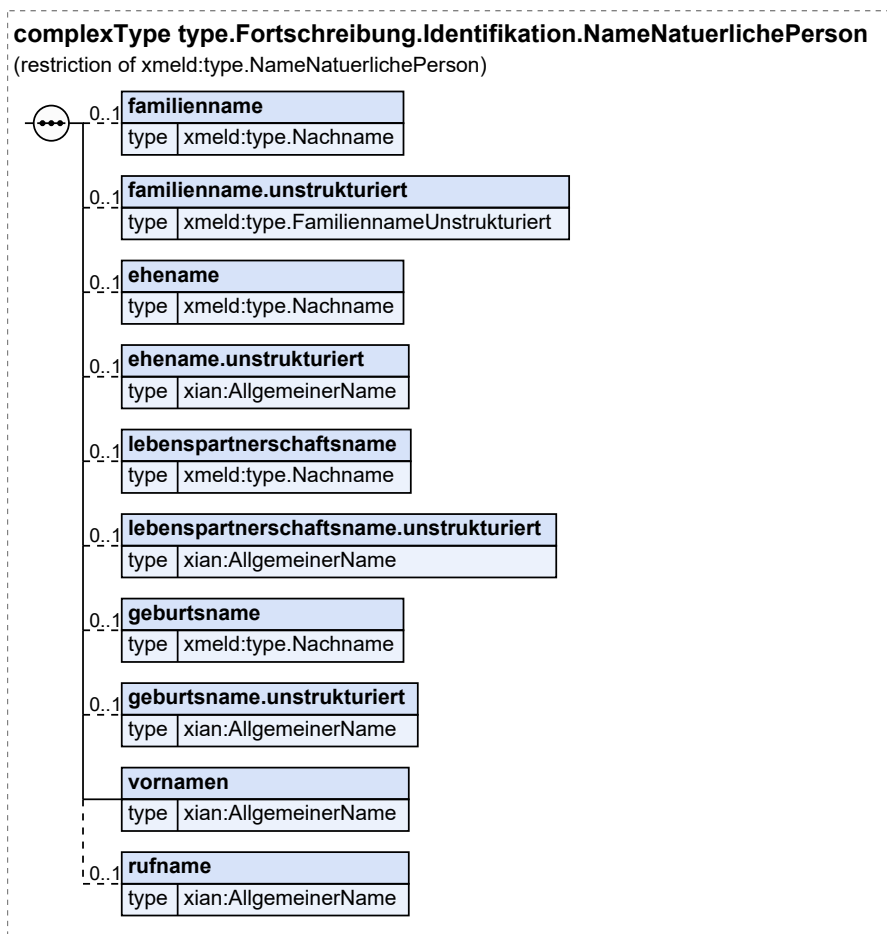 complexType type.Fortschreibung.Identifikation.NameNatuerlichePerson
(restriction of xmeld:type.NameNatuerlichePerson)
0..1 familienname
type xmeld:type.Nachname
0..1 familienname.unstrukturiert
type xmeld:type.FamiliennameUnstrukturiert
0..1 ehename
type xmeld:type.Nachname
0..1 ehename.unstrukturiert
type xian:AllgemeinerName
0..1 lebenspartnerschaftsname
type xmeld:type.Nachname
0..1 lebenspartnerschaftsname.unstrukturiert
type xian:AllgemeinerName
0..1 geburtsname
type xmeld:type.Nachname
0..1 geburtsname.unstrukturiert
type xian:AllgemeinerName
vornamen
type xian:AllgemeinerName
0..1 rufname
type xian:AllgemeinerName